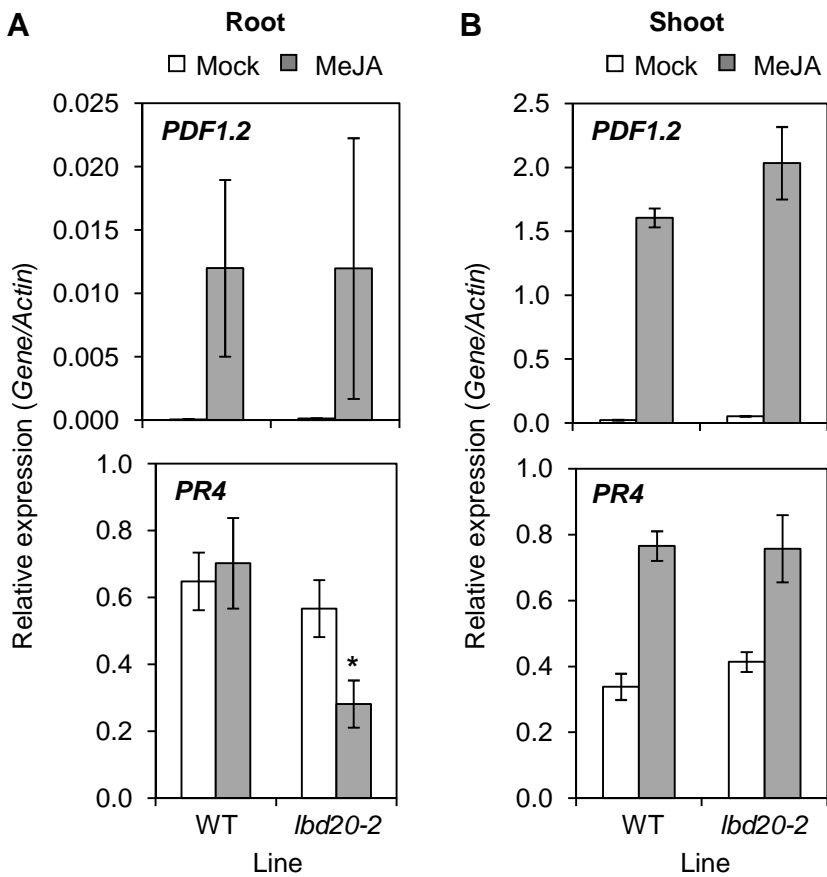 A
Root
Mock MeJA
Relative expression (Gene/Actin)
0.025
0.020
0.015
0.010
0.005
0.000
PDF1.2
1.0
0.8
0.6
0.4
0.2
0.0
PR4
*
WT lbd20-2
Line
B
Shoot
Mock MeJA
Relative expression (Gene/Actin)
2.5
2.0
1.5
1.0
0.5
0.0
PDF1.2
1.0
0.8
0.6
0.4
0.2
0.0
PR4
WT lbd20-2
Line